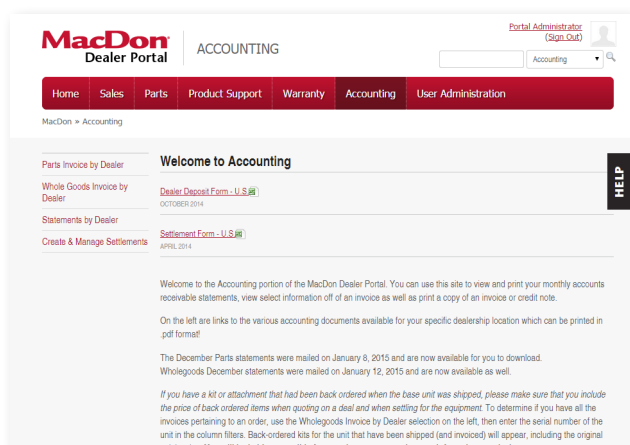 MacDon
Dealer Portal
ACCOUNTING
Portal Administrator
(Sign Out)
Accounting
Home Sales Parts Product Support Warranty Accounting User Administration
MacDon » Accounting
Parts Invoice by Dealer
Whole Goods Invoice by
Dealer
Statements by Dealer
Create & Manage Settlements
Welcome to Accounting
Dealer Deposit Form - U.S.
OCTOBER 2014
Settlement Form - U.S.
APRIL 2014
Welcome to the Accounting portion of the MacDon Dealer Portal. You can use this site to view and print your monthly accounts
receivable statements, view select information off of an invoice as well as print a copy of an invoice or credit note.
On the left are links to the various accounting documents available for your specific dealership location which can be printed in
.pdf format!
The December Parts statements were mailed on January 8, 2015 and are now available for you to download.
Wholegoods December statements were mailed on January 12, 2015 and are now available as well.
If you have a kit or attachment that had been back ordered when the base unit was shipped, please make sure that you include
the price of back ordered items when quoting on a deal and when settling for the equipment. To determine if you have all the
invoices pertaining to an order, use the Wholegoods Invoice by Dealer selection on the left, then enter the serial number of the
unit in the column filters. Back-ordered kits for the unit that have been shipped (and invoiced) will appear, including the original
HELP